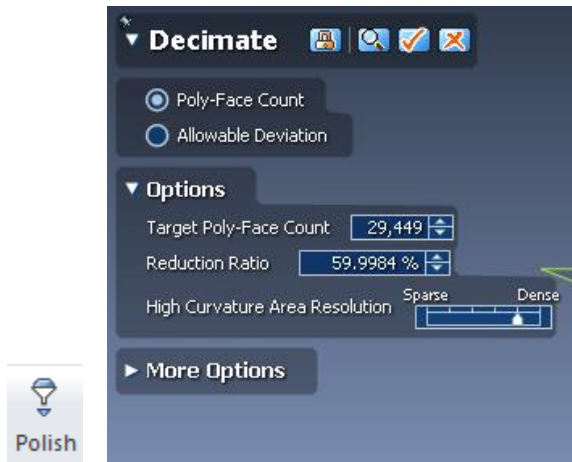 Decimate
Poly-Face Count
Allowable Deviation
Options
Target Poly-Face Count 29,449
Reduction Ratio 59.9984 %
Sparse Dense
High Curvature Area Resolution
More Options
Polish